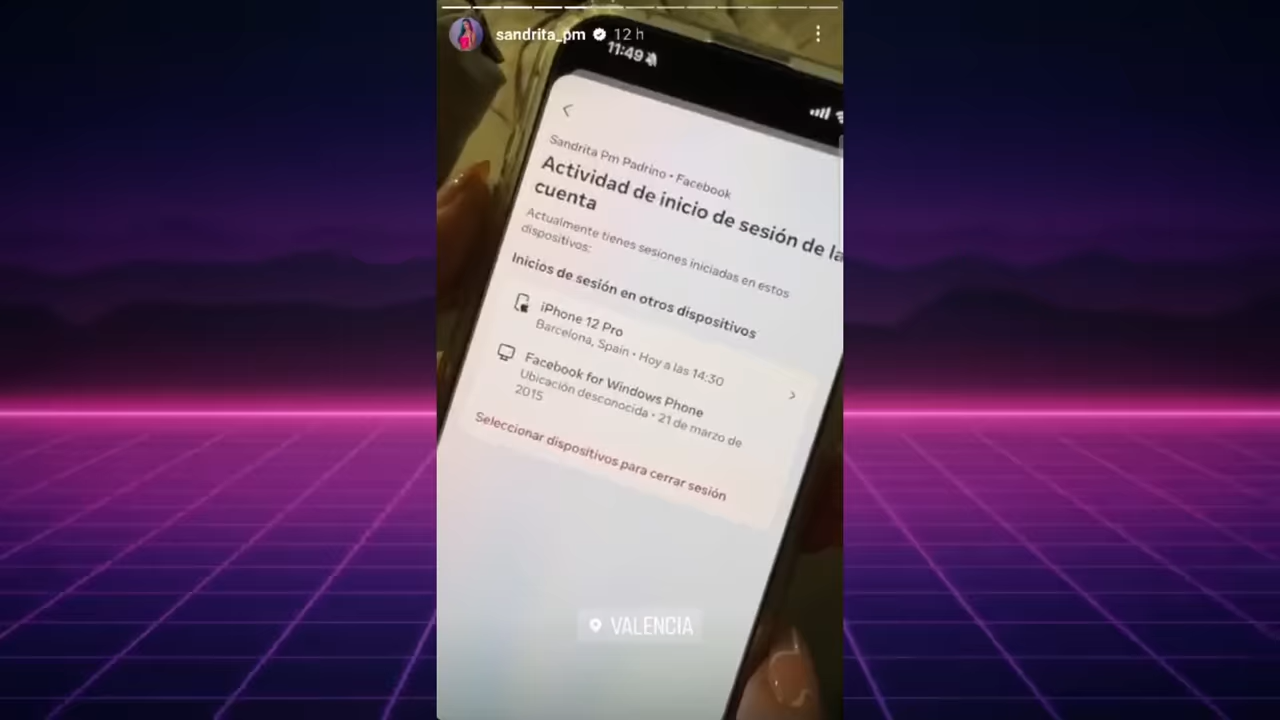 sandrita_pm 12 h
11:49
Sandrita Pm Padrino • Facebook
Actividad de inicio de sesión de la
cuenta
Actualmente tienes sesiones iniciadas en estos
dispositivos:
Inicios de sesión en otros dispositivos
iPhone 12 Pro
Barcelona, Spain • Hoy a las 14:30
Facebook for Windows Phone
Ubicación desconocida • 21 de marzo de
2015
Seleccionar dispositivos para cerrar sesión
VALENCIA